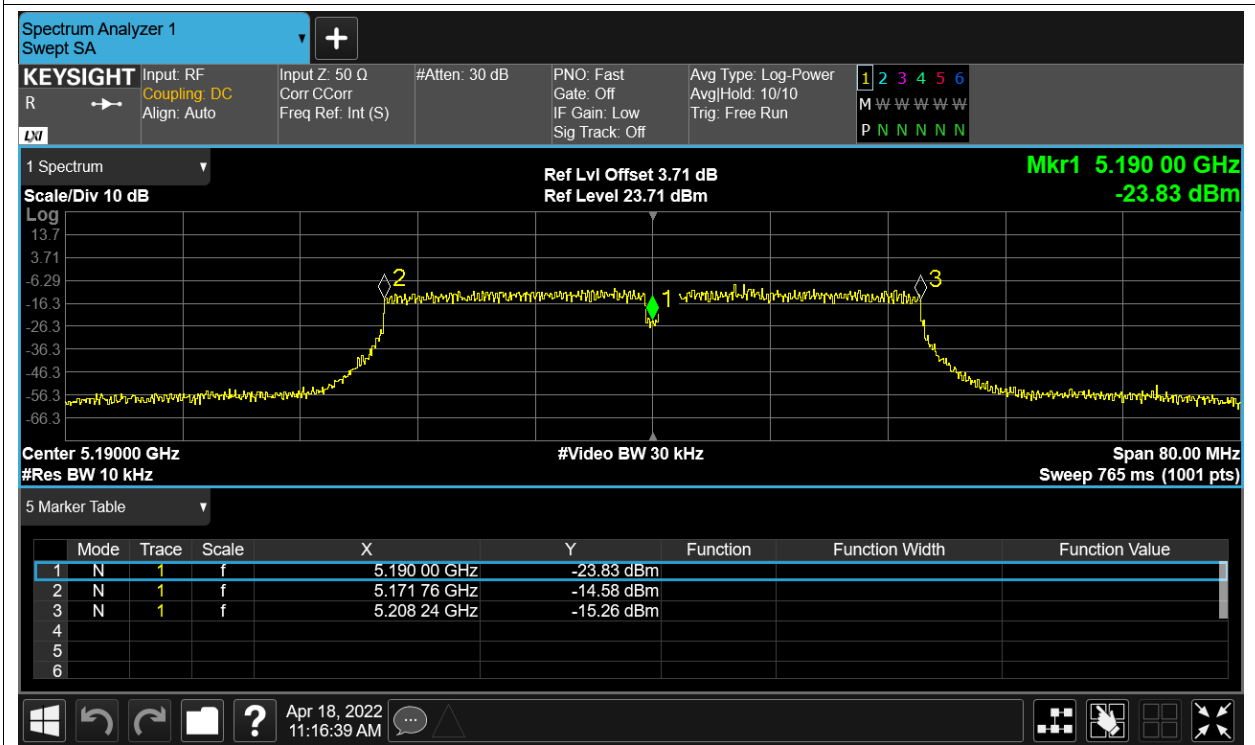 Spectrum Analyzer 1
Swept SA
KEYSIGHT Input: RF Input Z: 50 Ω #Atten: 30 dB PNO: Fast Avg Type: Log-Power 1 2 3 4 5 6
R Coupling: DC Corr CCorr Gate: Off Avg|Hold: 10/10 M W W W W W
Align: Auto Freq Ref: Int (S) IF Gain: Low Trig: Free Run
LXI Sig Track: Off P N N N N N
1 Spectrum Ref Lvl Offset 3.71 dB Mkr1 5.190 00 GHz
Scale/Div 10 dB Ref Level 23.71 dBm -23.83 dBm
Log
13.7
3.71
-6.29 2 3
-16.3 1
-26.3
-36.3
-46.3
-56.3
-66.3
Center 5.19000 GHz #Video BW 30 kHz Span 80.00 MHz
#Res BW 10 kHz Sweep 765 ms (1001 pts)
5 Marker Table
Mode Trace Scale X Y Function Function Width Function Value
1 N 1 f 5.190 00 GHz -23.83 dBm
2 N 1 f 5.171 76 GHz -14.58 dBm
3 N 1 f 5.208 24 GHz -15.26 dBm
4
5
6
? Apr 18, 2022
11:16:39 AM